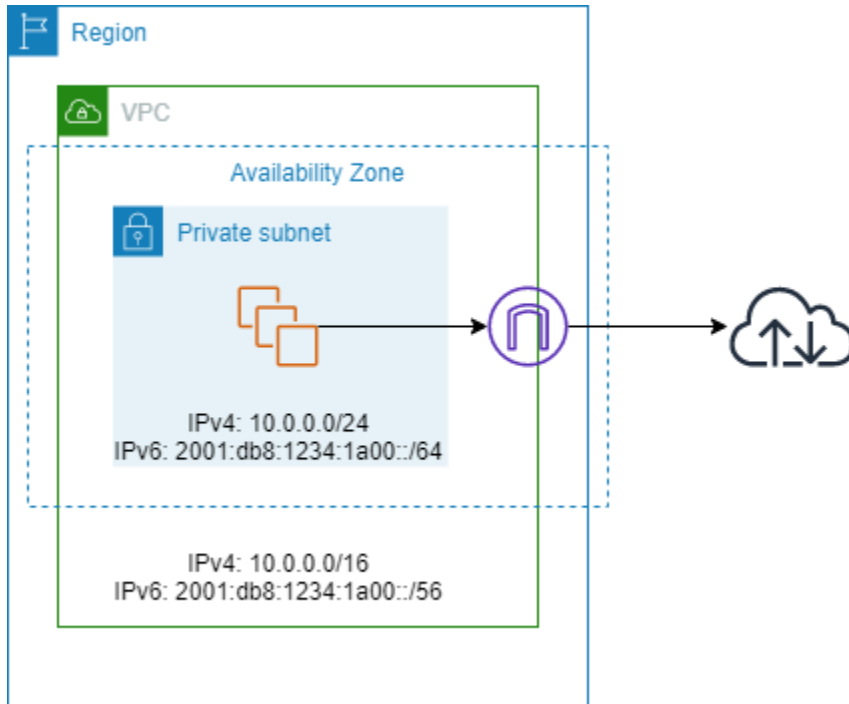 Region
VPC
Availability Zone
Private subnet
IPv4: 10.0.0.0/24
IPv6: 2001:db8:1234:1a00::/64
IPv4: 10.0.0.0/16
IPv6: 2001:db8:1234:1a00::/56